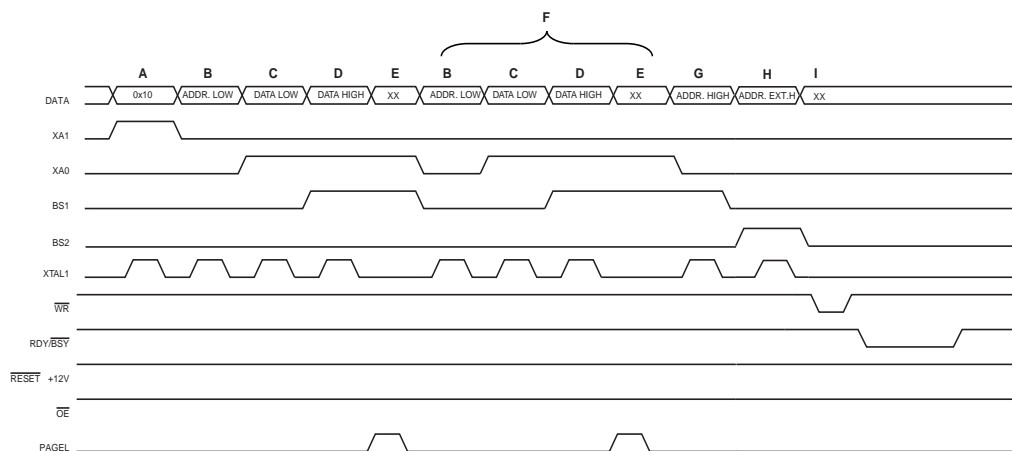 F
A B C D E B C D E G H I
DATA 0x10 ADDR. LOW DATA LOW DATA HIGH XX ADDR. LOW DATA LOW DATA HIGH XX ADDR. HIGH ADDR. EXT.H XX
XA1
XA0
BS1
BS2
XTAL1
WR
RDY/BSY
RESET +12V
OE
PAGEL